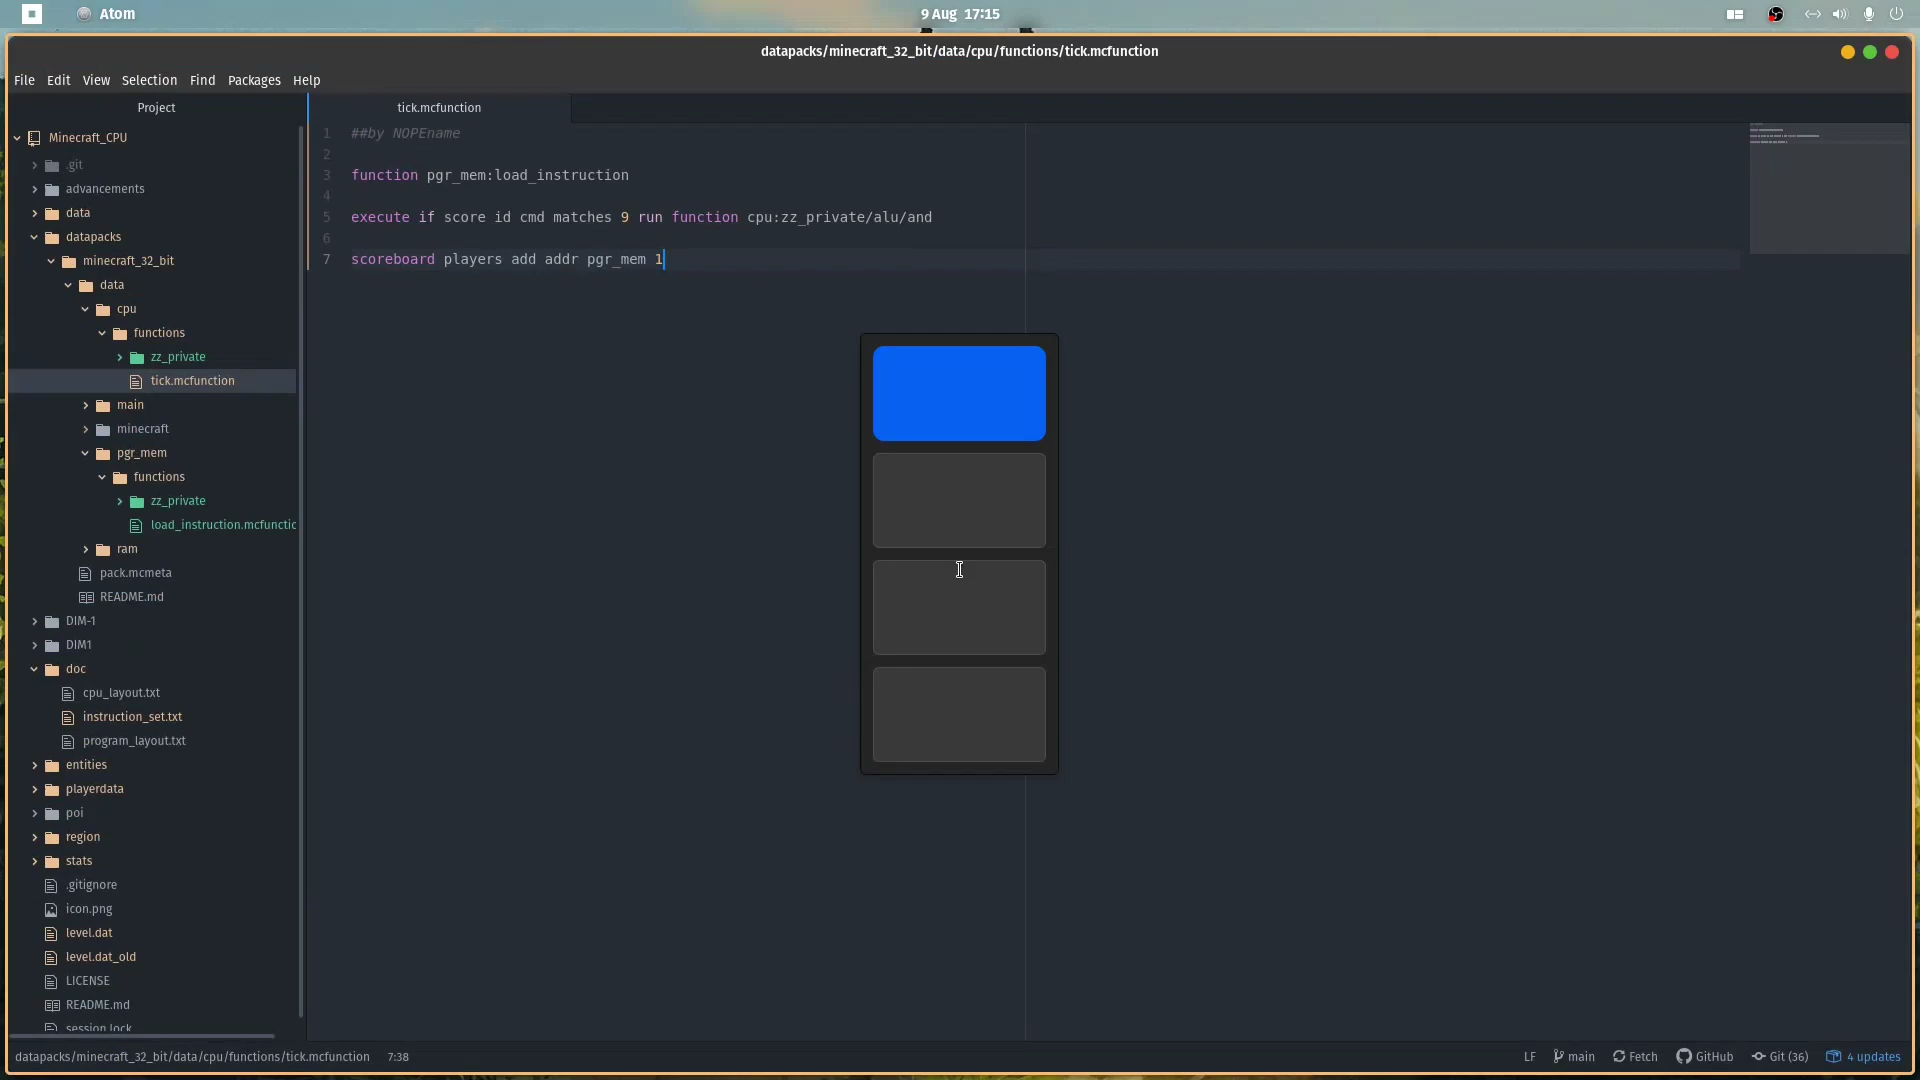 Atom
9 Aug 17:15
datapacks/minecraft_32_bit/data/cpu/functions/tick.mcfunction
File Edit View Selection Find Packages Help
Project
Minecraft_CPU
.git
advancements
data
datapacks
minecraft_32_bit
data
cpu
functions
zz_private
tick.mcfunction
main
minecraft
pgr_mem
functions
zz_private
load_instruction.mcfunctic
ram
pack.mcmeta
README.md
DIM-1
DIM1
doc
cpu_layout.txt
instruction_set.txt
program_layout.txt
entities
playerdata
poi
region
stats
.gitignore
icon.png
level.dat
level.dat_old
LICENSE
README.md
session.lock
tick.mcfunction
1 ##by NOPEname
2
3 function pgr_mem:load_instruction
4
5 execute if score id cmd matches 9 run function cpu:zz_private/alu/and
6
7 scoreboard players add addr pgr_mem 1
datapacks/minecraft_32_bit/data/cpu/functions/tick.mcfunction 7:38
LF main Fetch GitHub Git (36) 4 updates